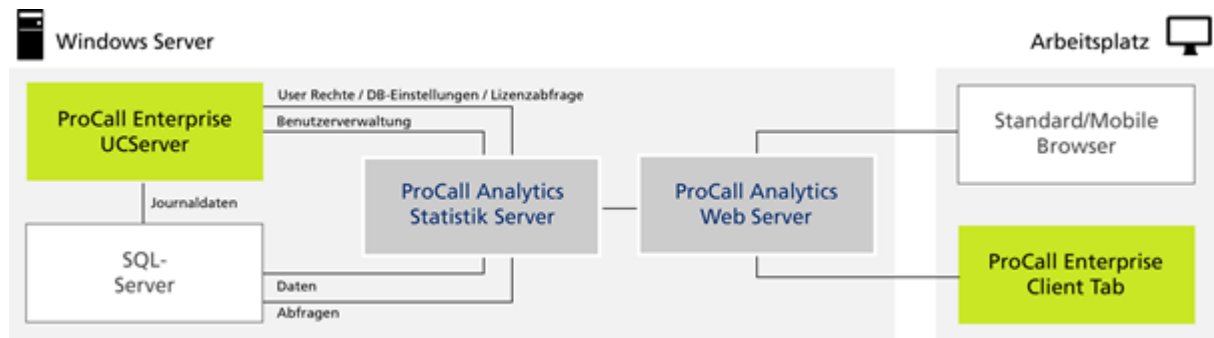 Windows Server
Arbeitsplatz
User Rechte / DB-Einstellungen / Lizenzabfrage
ProCall Enterprise
UCServer
Benutzerverwaltung
Standard/Mobile
Browser
ProCall Analytics
Statistik Server
ProCall Analytics
Web Server
Journaldaten
SQL-
Server
Daten
Abfragen
ProCall Enterprise
Client Tab